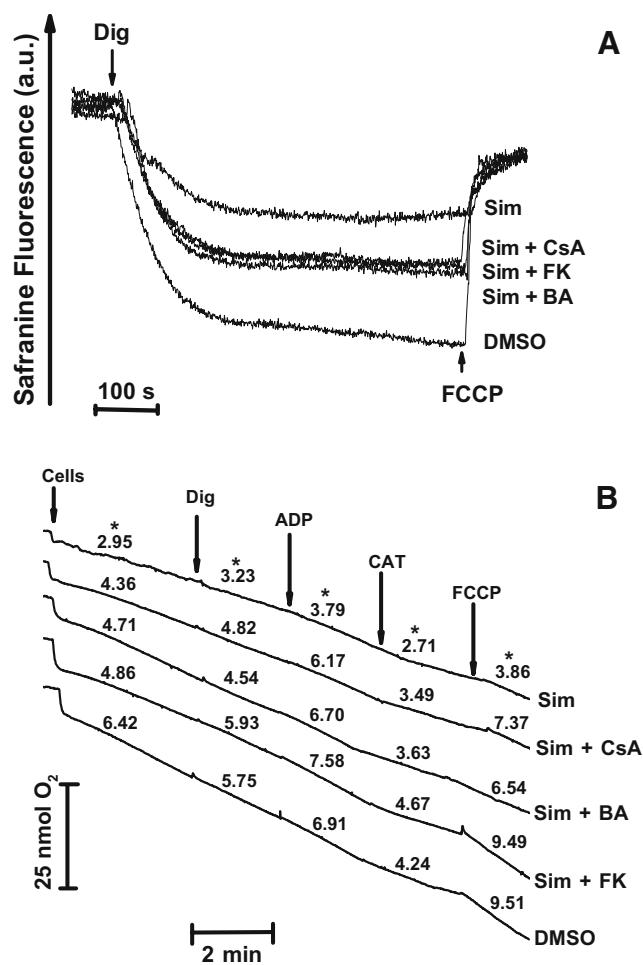 A
Dig
Safranine Fluorescence (a.u.)
Sim
Sim + CsA
Sim + FK
Sim + BA
DMSO
FCCP
100 s
B
Cells
Dig
ADP
CAT
FCCP
* * * * *
2.95 3.23 3.79 2.71 3.86
Sim
4.36 4.82 6.17 3.49 7.37
Sim + CsA
4.71 4.54 6.70 3.63 6.54
Sim + BA
4.86 5.93 7.58 4.67 9.49
Sim + FK
6.42 5.75 6.91 4.24 9.51
DMSO
25 nmol O₂
2 min